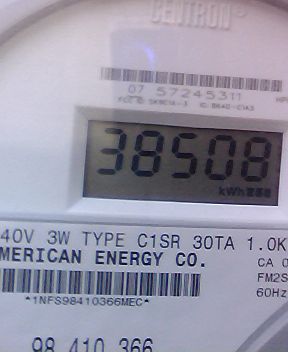 CENTRON®
07 57245311
38508
kWh
40V 3W TYPE C1SR 30TA 1.0K
MERICAN ENERGY CO.
CA 0
FM2S
60Hz
*1NFS98410366MEC*
98 410 366